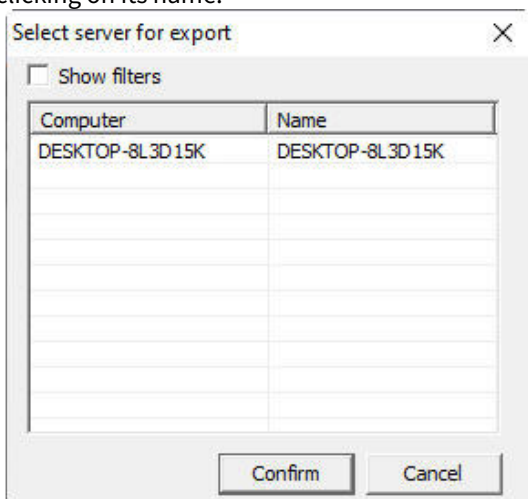 clicking on its name.
Select server for export
Show filters
Computer Name
DESKTOP-8L3D15K DESKTOP-8L3D15K
Confirm Cancel